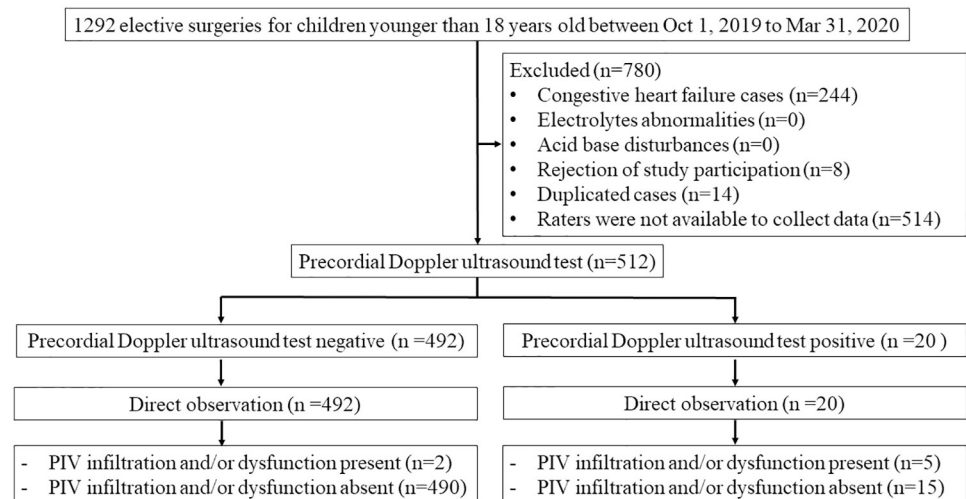 1292 elective surgeries for children younger than 18 years old between Oct 1, 2019 to Mar 31, 2020
Excluded (n=780)
• Congestive heart failure cases (n=244)
• Electrolytes abnormalities (n=0)
• Acid base disturbances (n=0)
• Rejection of study participation (n=8)
• Duplicated cases (n=14)
• Raters were not available to collect data (n=514)
Precordial Doppler ultrasound test (n=512)
Precordial Doppler ultrasound test negative (n =492)
Precordial Doppler ultrasound test positive (n =20 )
Direct observation (n =492)
Direct observation (n =20)
- PIV infiltration and/or dysfunction present (n=2)
- PIV infiltration and/or dysfunction absent (n=490)
- PIV infiltration and/or dysfunction present (n=5)
- PIV infiltration and/or dysfunction absent (n=15)